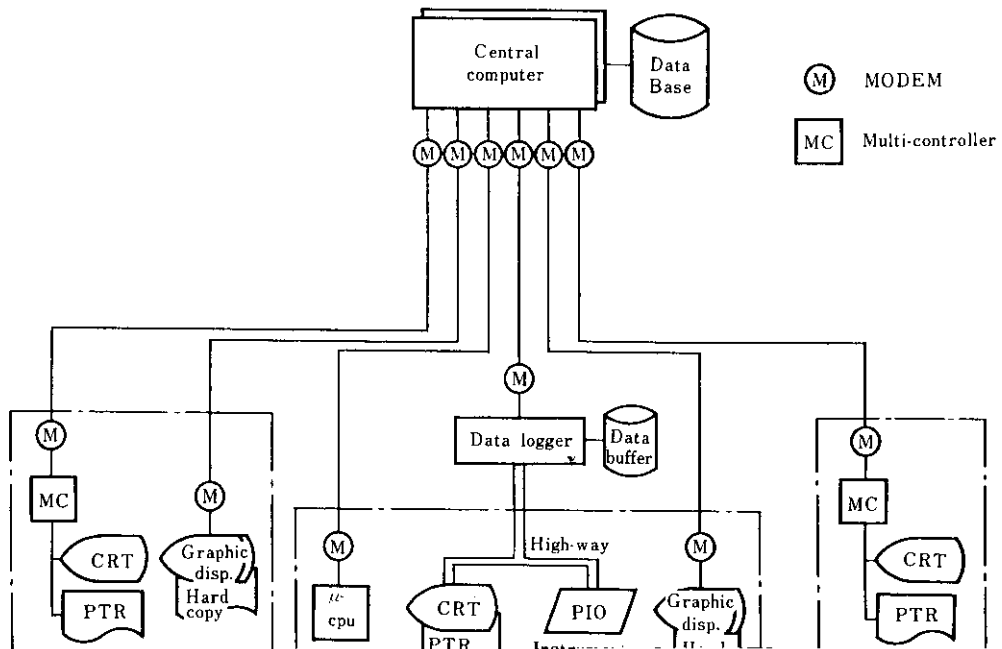 Central
computer
Data
Base
M MODEM
MC Multi-controller
M M M M M M
M
Data logger
Data
buffer
M
MC
CRT
PTR
M
Graphic
disp.
Hard
copy
High-way
M
μ-
cpu
CRT
PTR
PIO
M
Graphic
disp.
M
MC
CRT
PTR